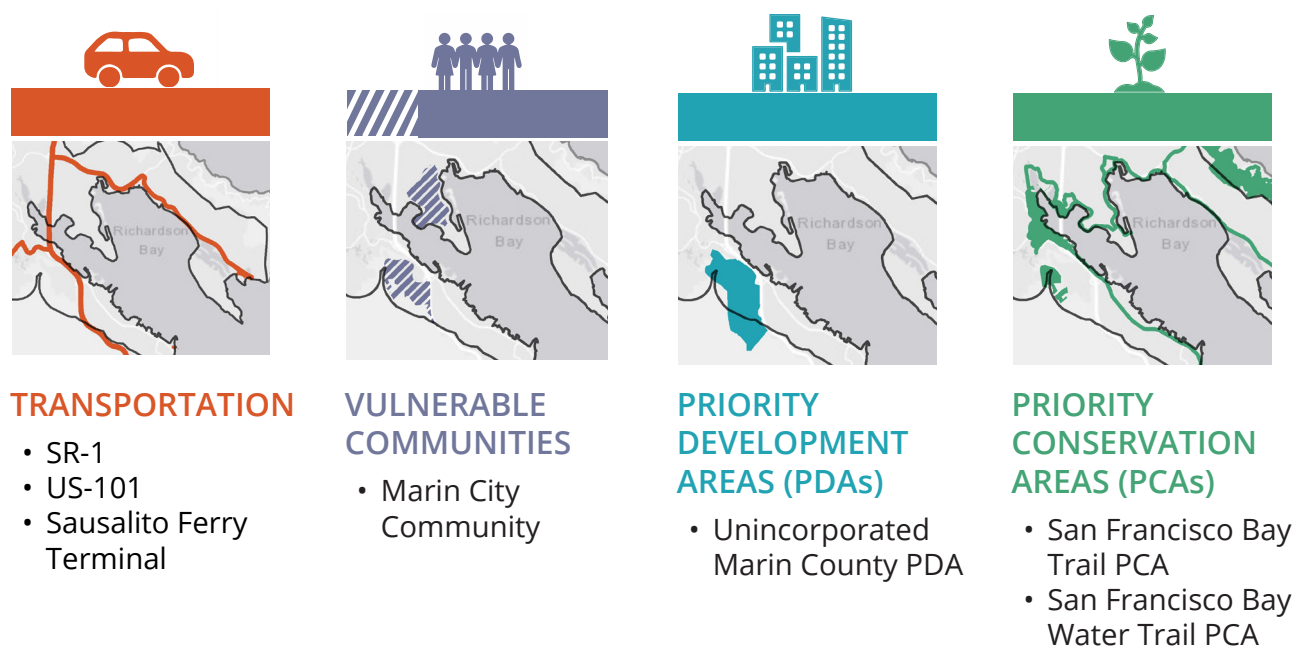 Richardson
Bay
Richardson
Bay
Richardson
Bay
Richardson
Bay
TRANSPORTATION
• SR-1
• US-101
• Sausalito Ferry
Terminal
VULNERABLE
COMMUNITIES
• Marin City
Community
PRIORITY
DEVELOPMENT
AREAS (PDAs)
• Unincorporated
Marin County PDA
PRIORITY
CONSERVATION
AREAS (PCAs)
• San Francisco Bay
Trail PCA
• San Francisco Bay
Water Trail PCA